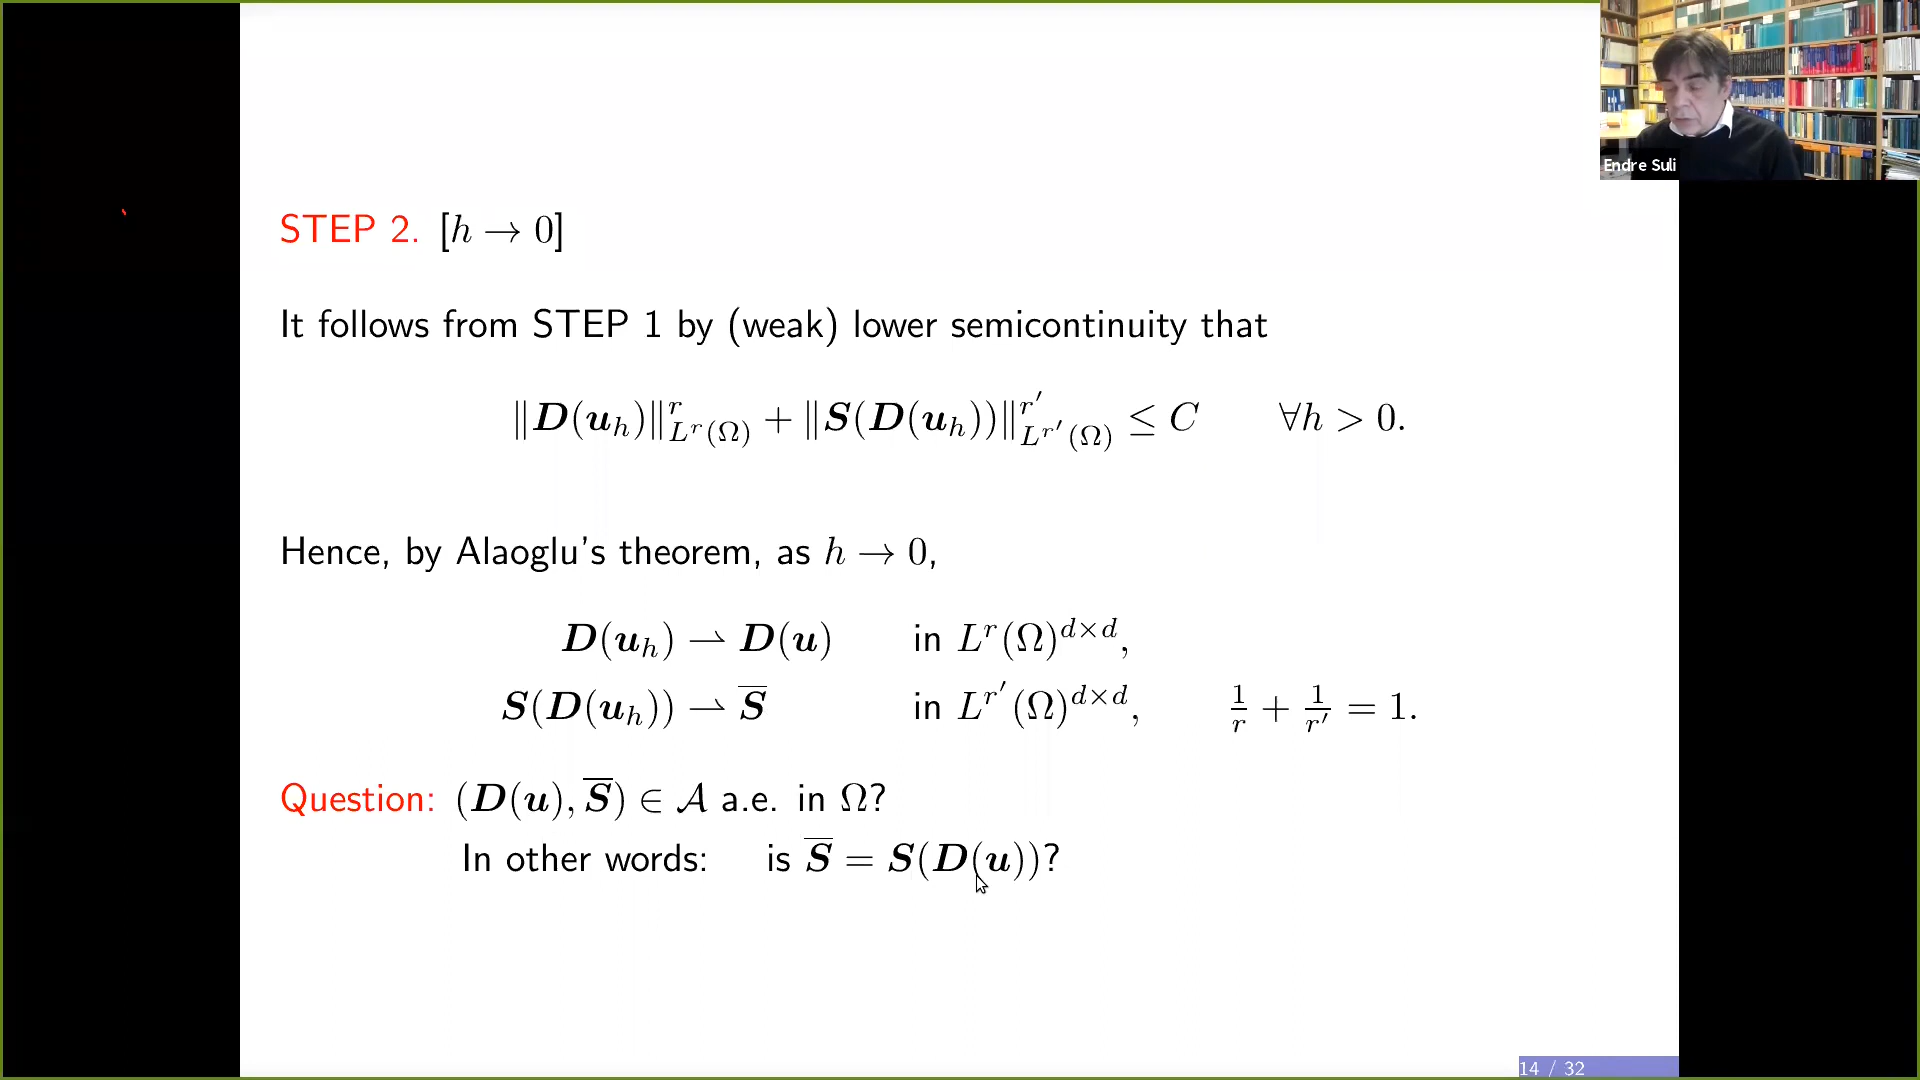 Endre Suli
STEP 2. [h → 0]
It follows from STEP 1 by (weak) lower semicontinuity that
‖D(u_h)‖^r_{L^r(Ω)} + ‖S(D(u_h))‖^{r′}_{L^{r′}(Ω)} ≤ C ∀h > 0.
Hence, by Alaoglu's theorem, as h → 0,
D(u_h) ⇀ D(u) in L^r(Ω)^{d×d},
S(D(u_h)) ⇀ S̅ in L^{r′}(Ω)^{d×d}, 1/r + 1/r′ = 1.
Question: (D(u), S̅) ∈ 𝒜 a.e. in Ω?
In other words: is S̅ = S(D(u))?
14 / 32